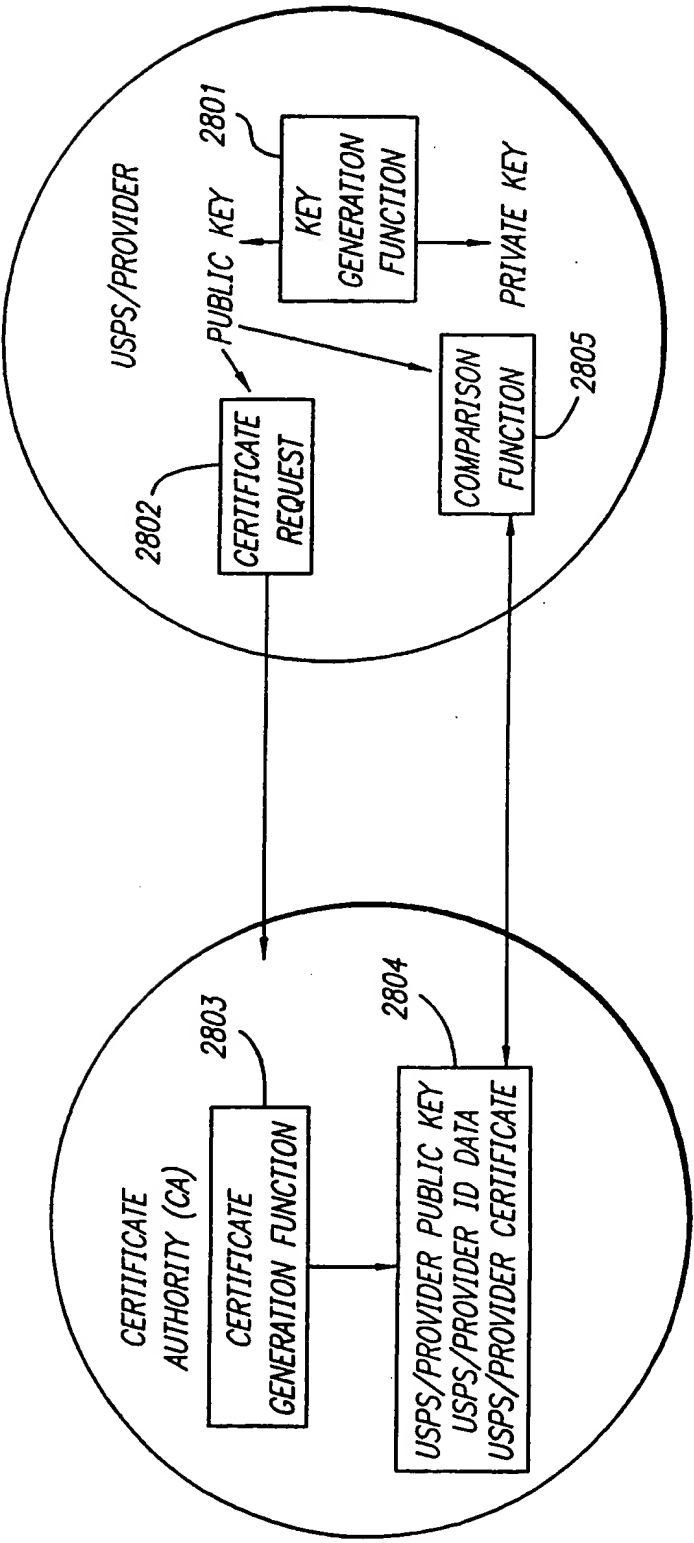 CERTIFICATE
AUTHORITY (CA)
2803
CERTIFICATE
GENERATION FUNCTION
2804
USPS/PROVIDER PUBLIC KEY
USPS/PROVIDER ID DATA
USPS/PROVIDER CERTIFICATE
USPS/PROVIDER
2802
CERTIFICATE
REQUEST
PUBLIC KEY
2801
KEY
GENERATION
FUNCTION
PRIVATE KEY
COMPARISON
FUNCTION
2805